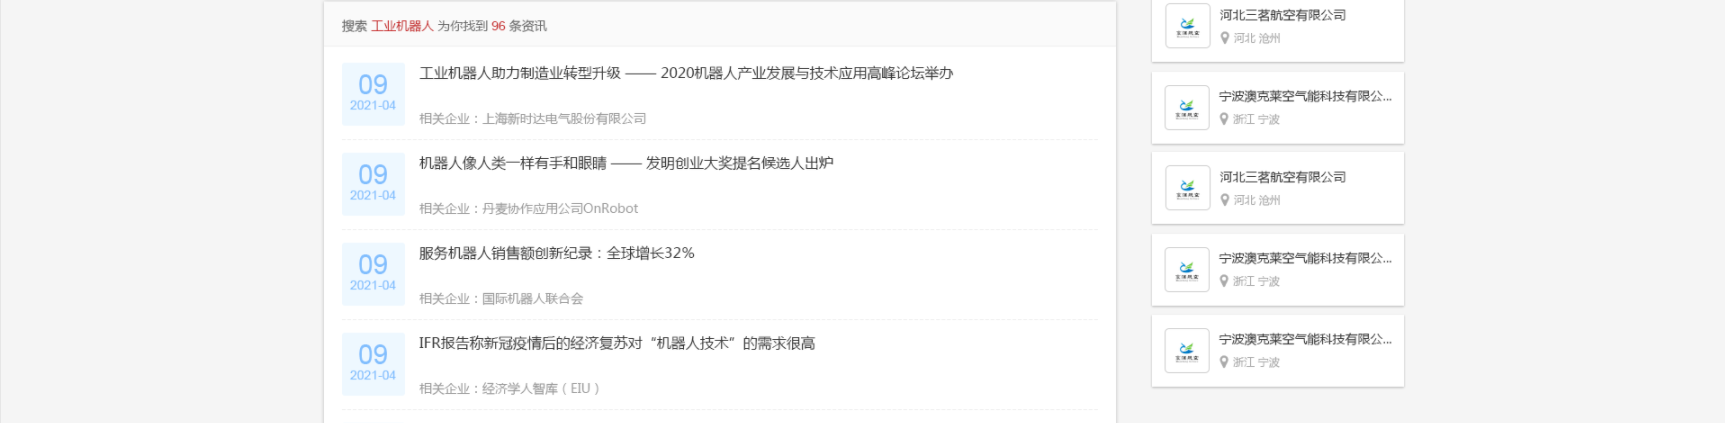 搜索 工业机器人 为你找到 96 条资讯
09
2021-04
工业机器人助力制造业转型升级 —— 2020机器人产业发展与技术应用高峰论坛举办
相关企业：上海新时达电气股份有限公司
09
2021-04
机器人像人类一样有手和眼睛 —— 发明创业大奖提名候选人出炉
相关企业：丹麦协作应用公司OnRobot
09
2021-04
服务机器人销售额创新纪录：全球增长32%
相关企业：国际机器人联合会
09
2021-04
IFR报告称新冠疫情后的经济复苏对“机器人技术”的需求很高
相关企业：经济学人智库（EIU）
河北三茗航空有限公司
河北 沧州
宁波澳克莱空气能科技有限公...
浙江 宁波
河北三茗航空有限公司
河北 沧州
宁波澳克莱空气能科技有限公...
浙江 宁波
宁波澳克莱空气能科技有限公...
浙江 宁波